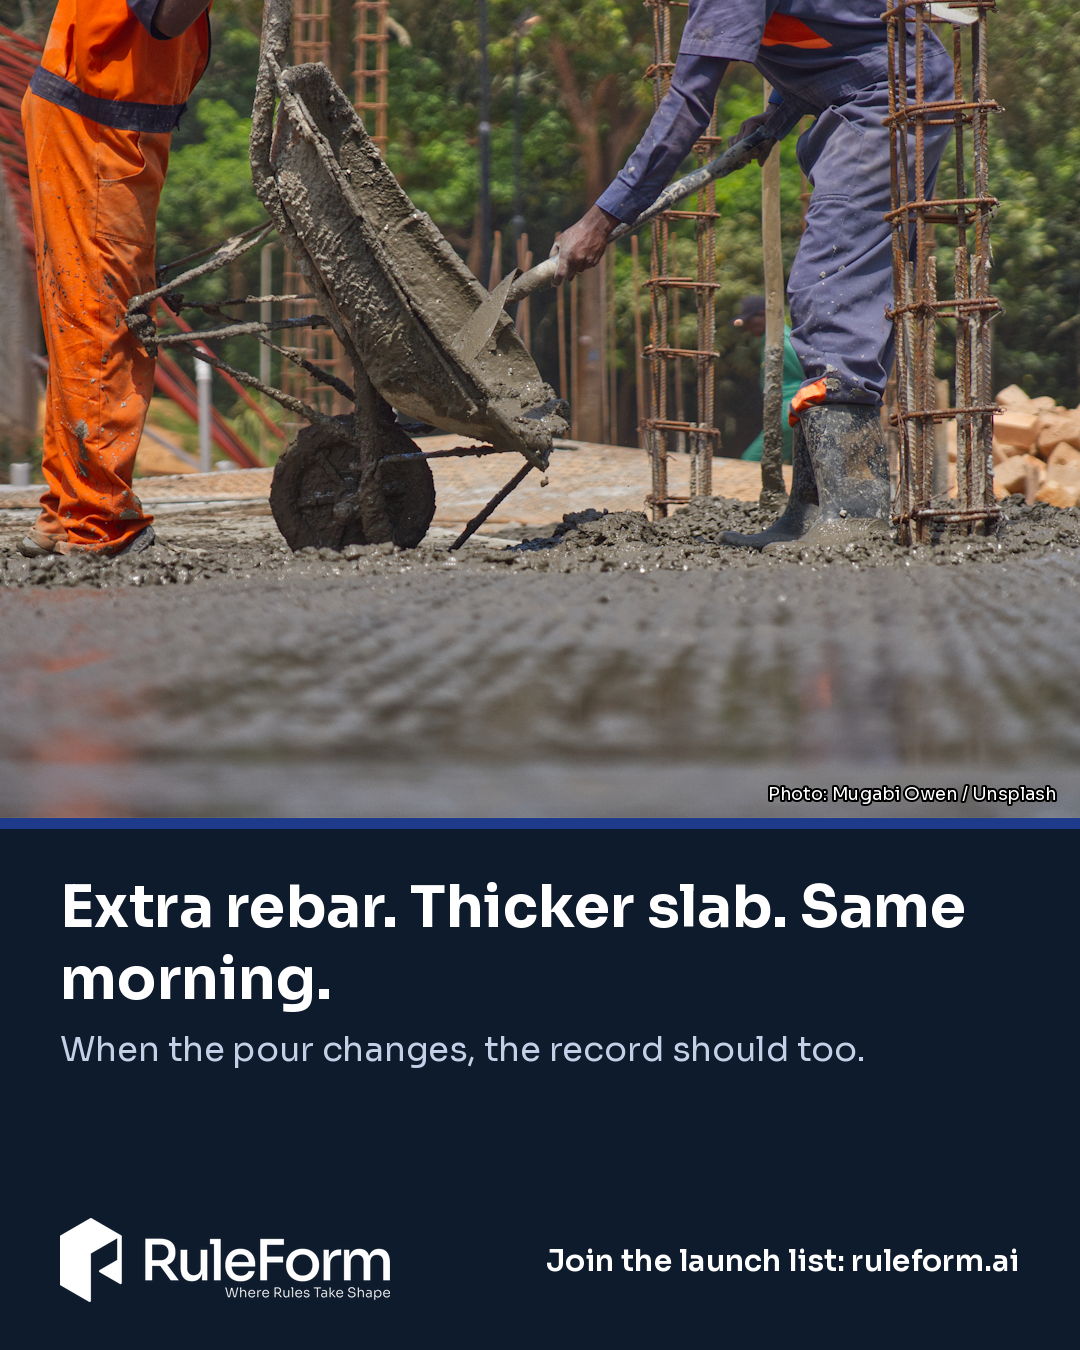 Photo: Mugabi Owen / Unsplash
Extra rebar. Thicker slab. Same
morning.
When the pour changes, the record should too.
RuleForm
Where Rules Take Shape
Join the launch list: ruleform.ai